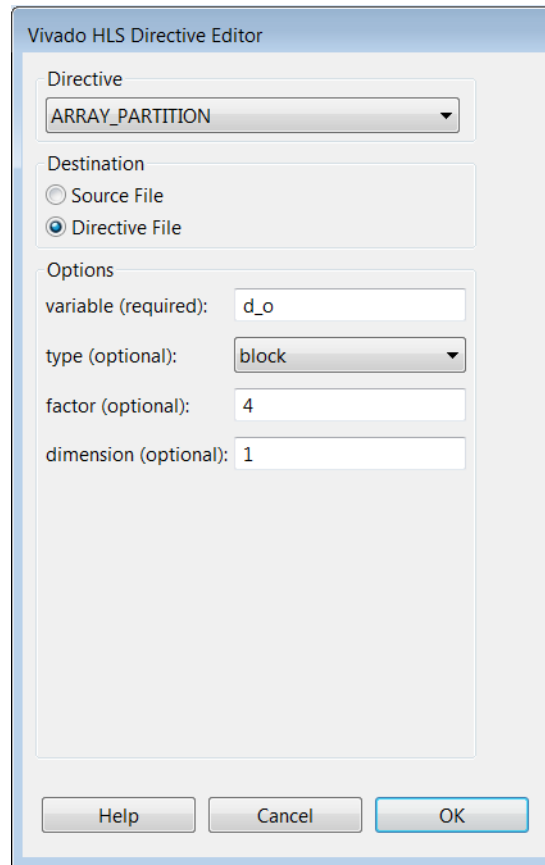 Vivado HLS Directive Editor
Directive
ARRAY_PARTITION
Destination
Source File
Directive File
Options
variable (required): d_o
type (optional): block
factor (optional): 4
dimension (optional): 1
Help Cancel OK